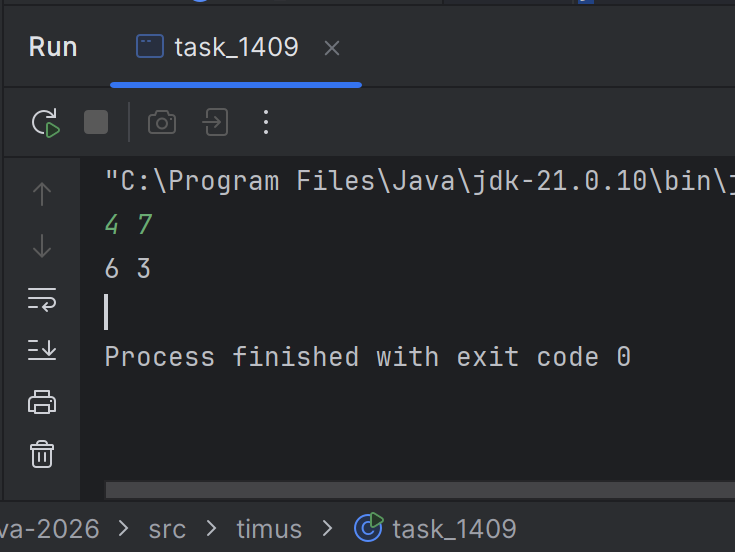 Run task_1409
"C:\Program Files\Java\jdk-21.0.10\bin\
4 7
6 3
Process finished with exit code 0
va-2026 > src > timus > task_1409